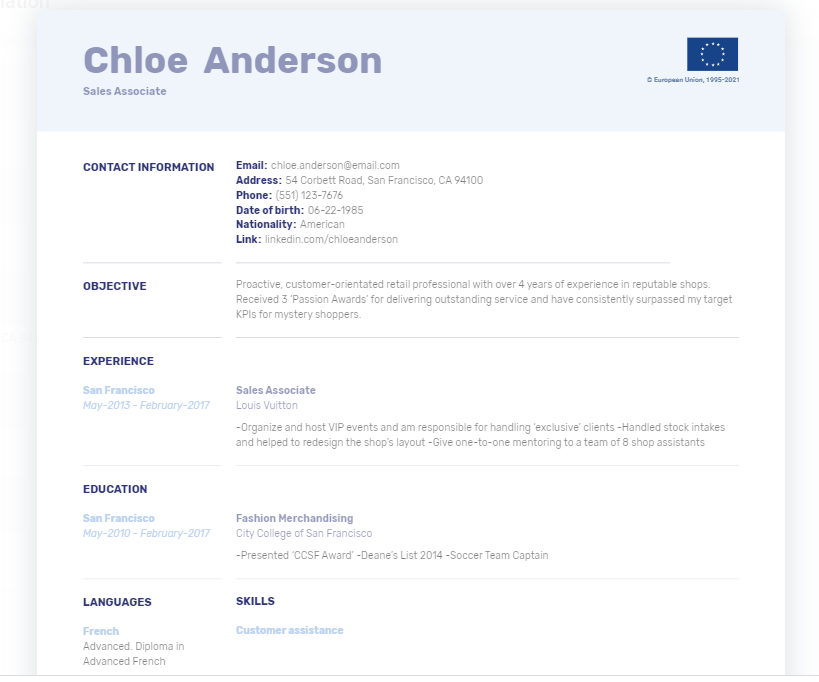 Chloe Anderson
Sales Associate
© European Union, 1995-2021
CONTACT INFORMATION
Email: chloe.anderson@email.com
Address: 54 Corbett Road, San Francisco, CA 94100
Phone: (551) 123-7676
Date of birth: 06-22-1985
Nationality: American
Link: linkedin.com/chloeanderson
OBJECTIVE
Proactive, customer-orientated retail professional with over 4 years of experience in reputable shops.
Received 3 ‘Passion Awards’ for delivering outstanding service and have consistently surpassed my target
KPIs for mystery shoppers.
EXPERIENCE
San Francisco
May-2013 - February-2017
Sales Associate
Louis Vuitton
-Organize and host VIP events and am responsible for handling ‘exclusive’ clients -Handled stock intakes
and helped to redesign the shop’s layout -Give one-to-one mentoring to a team of 8 shop assistants
EDUCATION
San Francisco
May-2010 - February-2017
Fashion Merchandising
City College of San Francisco
-Presented ‘CCSF Award’ -Deane’s List 2014 -Soccer Team Captain
LANGUAGES
French
Advanced. Diploma in
Advanced French
SKILLS
Customer assistance